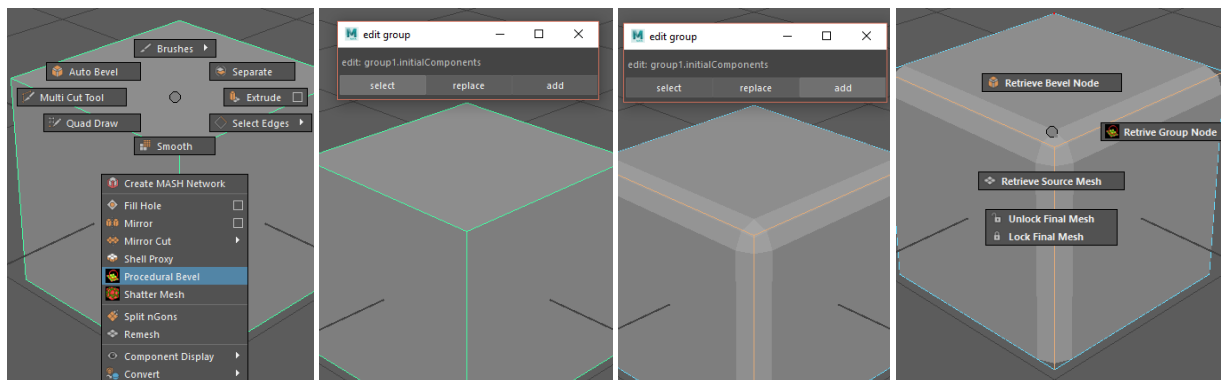 Brushes
Auto Bevel
Separate
Multi Cut Tool
Extrude
Quad Draw
Select Edges
Smooth
Create MASH Network
Fill Hole
Mirror
Mirror Cut
Shell Proxy
Procedural Bevel
Shatter Mesh
Split nGons
Remesh
Component Display
Convert
M edit group
edit: group1.initialComponents
select replace add
M edit group
edit: group1.initialComponents
select replace add
Retrieve Bevel Node
Retrive Group Node
Retrieve Source Mesh
Unlock Final Mesh
Lock Final Mesh